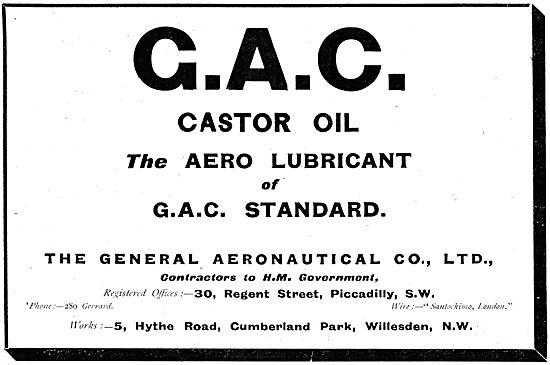 G.A.C.
CASTOR OIL
The AERO LUBRICANT
of
G.A.C. STANDARD.
THE GENERAL AERONAUTICAL CO., LTD.,
Contractors to H.M. Government,
Registered Offices :—30, Regent Street, Piccadilly, S.W.
'Phone:—280 Gerrard. Wire:—"Santochimo, London."
Works :—5, Hythe Road, Cumberland Park, Willesden, N.W.